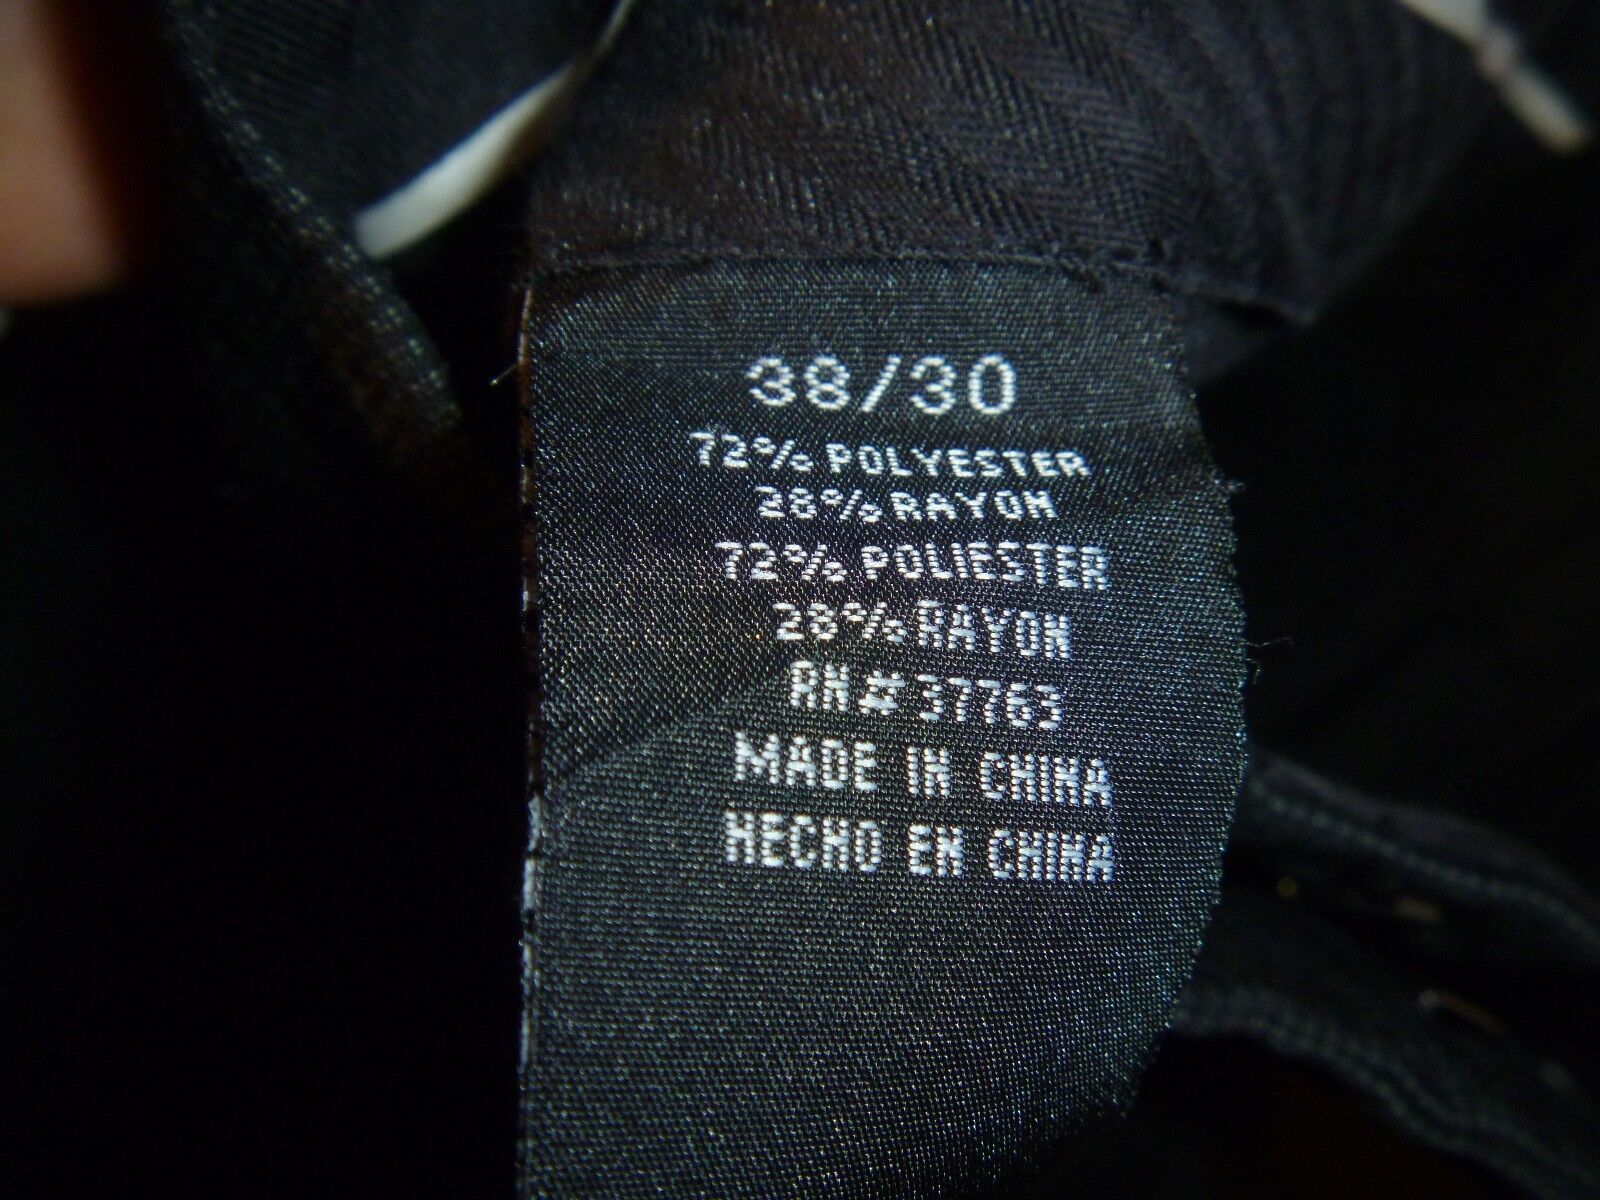 38/30
72% POLYESTER
28% RAYON
72% POLIESTER
28% RAYON
RN#37763
MADE IN CHINA
HECHO EN CHINA